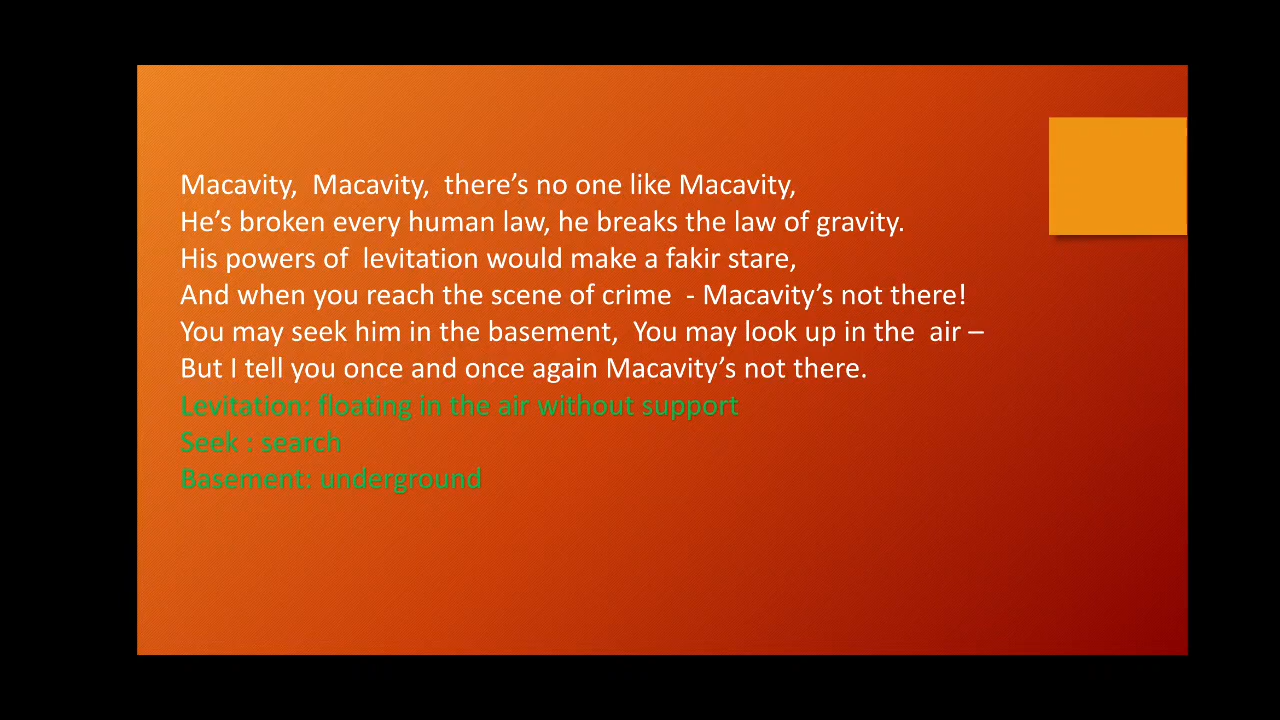 Macavity,  Macavity,  there’s no one like Macavity,
He’s broken every human law, he breaks the law of gravity.
His powers of  levitation would make a fakir stare,
And when you reach the scene of crime  - Macavity’s not there!
You may seek him in the basement,  You may look up in the  air –
But I tell you once and once again Macavity’s not there.
Levitation: floating in the air without support
Seek : search
Basement: underground